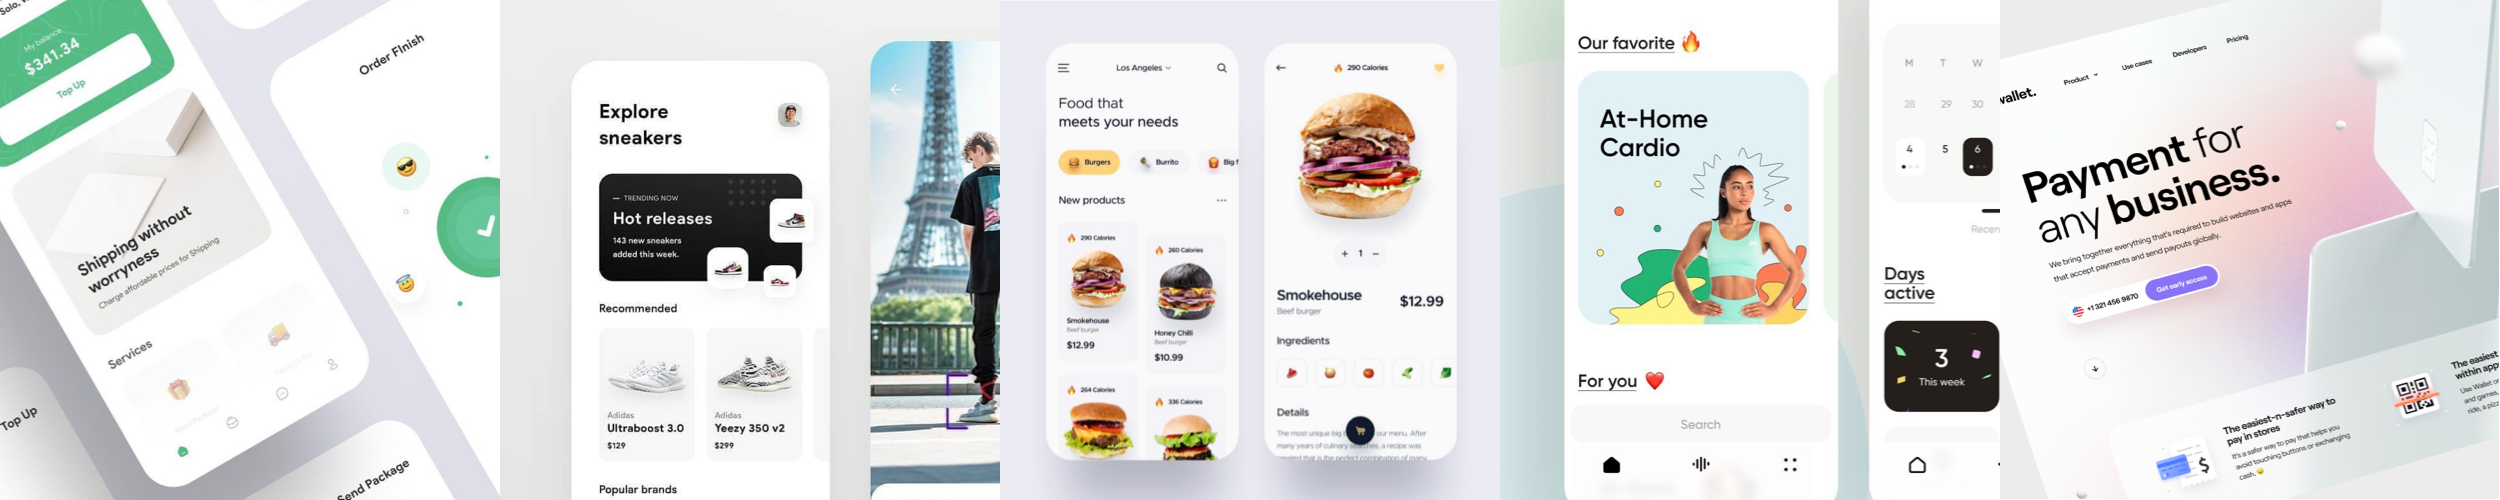 Solo,
My balance
$341.34
Top Up
Shipping without
worryness
Charge affordable prices for Shipping
Services
Send Package
Top Up
Order Finish
Send Package
Explore
sneakers
— TRENDING NOW
Hot releases
143 new sneakers
added this week.
Recommended
Adidas
Ultraboost 3.0
$129
Adidas
Yeezy 350 v2
$299
Popular brands
Los Angeles
Food that
meets your needs
Burgers
Burrito
Big f
New products
290 Calories
Smokehouse
Beef burger
$12.99
260 Calories
Honey Chilli
Beef burger
$10.99
264 Calories
336 Calories
290 Calories
+ 1 −
Smokehouse
Beef burger
$12.99
Ingredients
Details
The most unique big our menu. After
many years of culinary searches, a recipe was
created that is the perfect combination of many
Our favorite
At-Home
Cardio
For you
Search
M T W
28 29 30
4 5 6
Recen
Days
active
3
This week
wallet.
Product
Use cases
Developers
Pricing
Payment for
any business.
We bring together everything that's required to build websites and apps
that accept payments and send payouts globally.
+1 321 456 9870
Get early access
The easiest-n-safer way to
pay in stores
It's a safer way to pay that helps you
avoid touching buttons or exchanging
cash.
The easiest
within app
Use Wallet
and games,
ride, a pizz